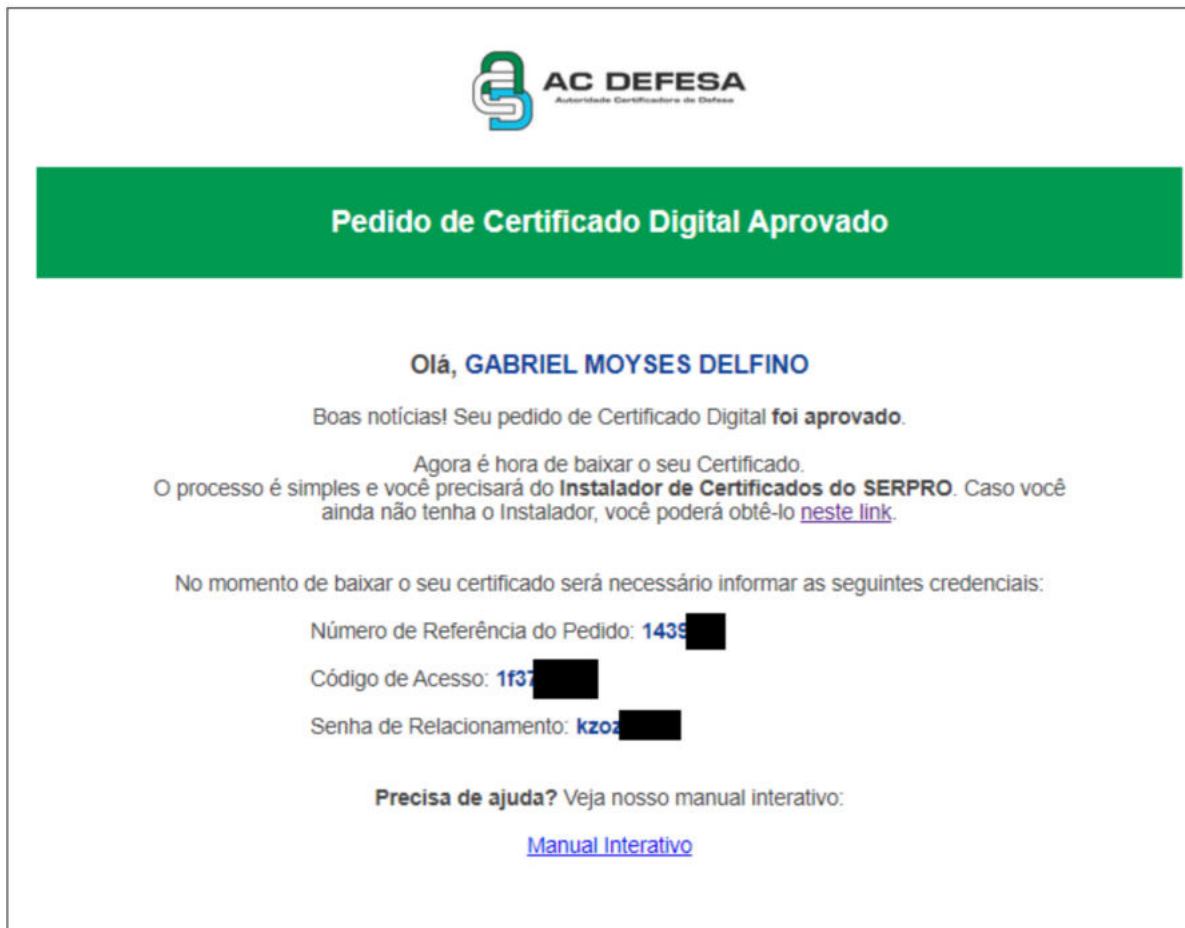 AC DEFESA
Autoridade Certificadora de Defesa
Pedido de Certificado Digital Aprovado
Olá, GABRIEL MOYSES DELFINO
Boas notícias! Seu pedido de Certificado Digital foi aprovado.
Agora é hora de baixar o seu Certificado.
O processo é simples e você precisará do Instalador de Certificados do SERPRO. Caso você
ainda não tenha o Instalador, você poderá obtê-lo neste link.
No momento de baixar o seu certificado será necessário informar as seguintes credenciais:
Número de Referência do Pedido: 1439
Código de Acesso: 1f37
Senha de Relacionamento: kzoz
Precisa de ajuda? Veja nosso manual interativo:
Manual Interativo